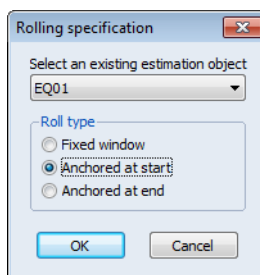 Rolling specification
Select an existing estimation object
EQ01
Roll type
Fixed window
Anchored at start
Anchored at end
OK
Cancel